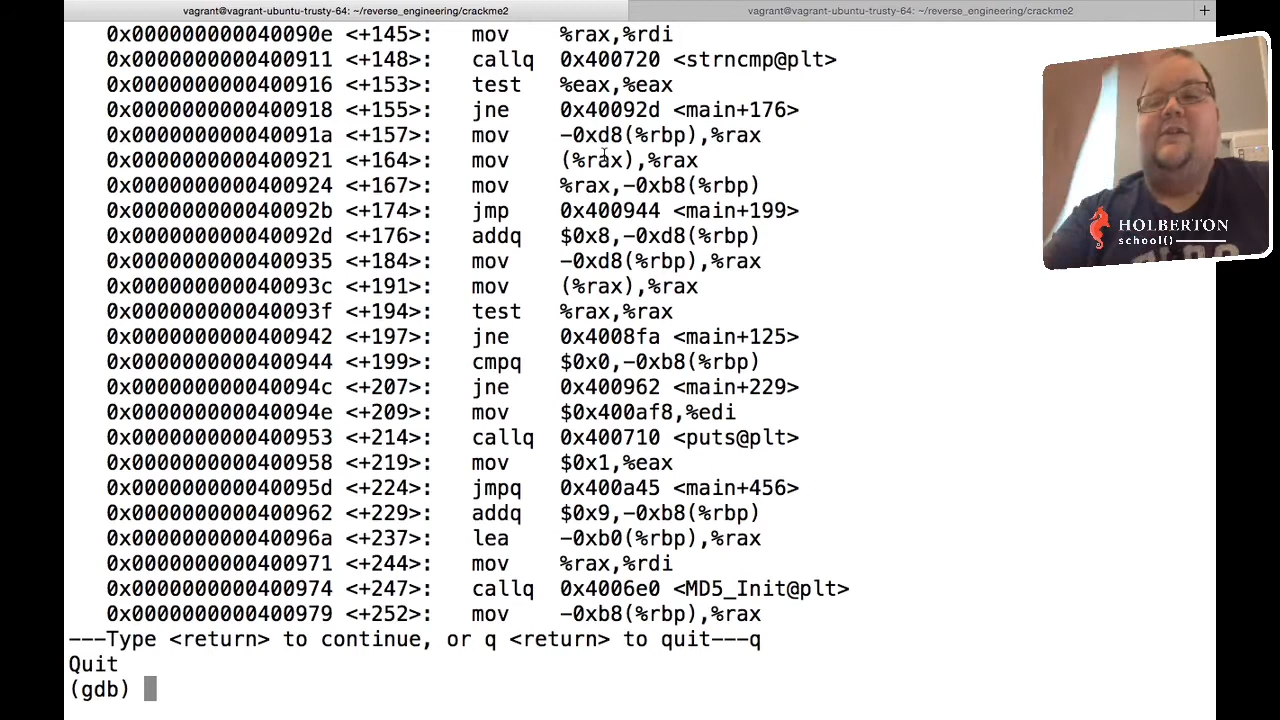 vagrant@vagrant-ubuntu-trusty-64: ~/reverse_engineering/crackme2
vagrant@vagrant-ubuntu-trusty-64: ~/reverse_engineering/crackme2
+
0x000000000040090e <+145>: mov %rax,%rdi
0x0000000000400911 <+148>: callq 0x400720 <strncmp@plt>
0x0000000000400916 <+153>: test %eax,%eax
0x0000000000400918 <+155>: jne 0x40092d <main+176>
0x000000000040091a <+157>: mov -0xd8(%rbp),%rax
0x0000000000400921 <+164>: mov (%rax),%rax
0x0000000000400924 <+167>: mov %rax,-0xb8(%rbp)
0x000000000040092b <+174>: jmp 0x400944 <main+199>
0x000000000040092d <+176>: addq $0x8,-0xd8(%rbp)
0x0000000000400935 <+184>: mov -0xd8(%rbp),%rax
0x000000000040093c <+191>: mov (%rax),%rax
0x000000000040093f <+194>: test %rax,%rax
0x0000000000400942 <+197>: jne 0x4008fa <main+125>
0x0000000000400944 <+199>: cmpq $0x0,-0xb8(%rbp)
0x000000000040094c <+207>: jne 0x400962 <main+229>
0x000000000040094e <+209>: mov $0x400af8,%edi
0x0000000000400953 <+214>: callq 0x400710 <puts@plt>
0x0000000000400958 <+219>: mov $0x1,%eax
0x000000000040095d <+224>: jmpq 0x400a45 <main+456>
0x0000000000400962 <+229>: addq $0x9,-0xb8(%rbp)
0x000000000040096a <+237>: lea -0xb0(%rbp),%rax
0x0000000000400971 <+244>: mov %rax,%rdi
0x0000000000400974 <+247>: callq 0x4006e0 <MD5_Init@plt>
0x0000000000400979 <+252>: mov -0xb8(%rbp),%rax
---Type <return> to continue, or q <return> to quit---q
Quit
(gdb)
HOLBERTON
school()